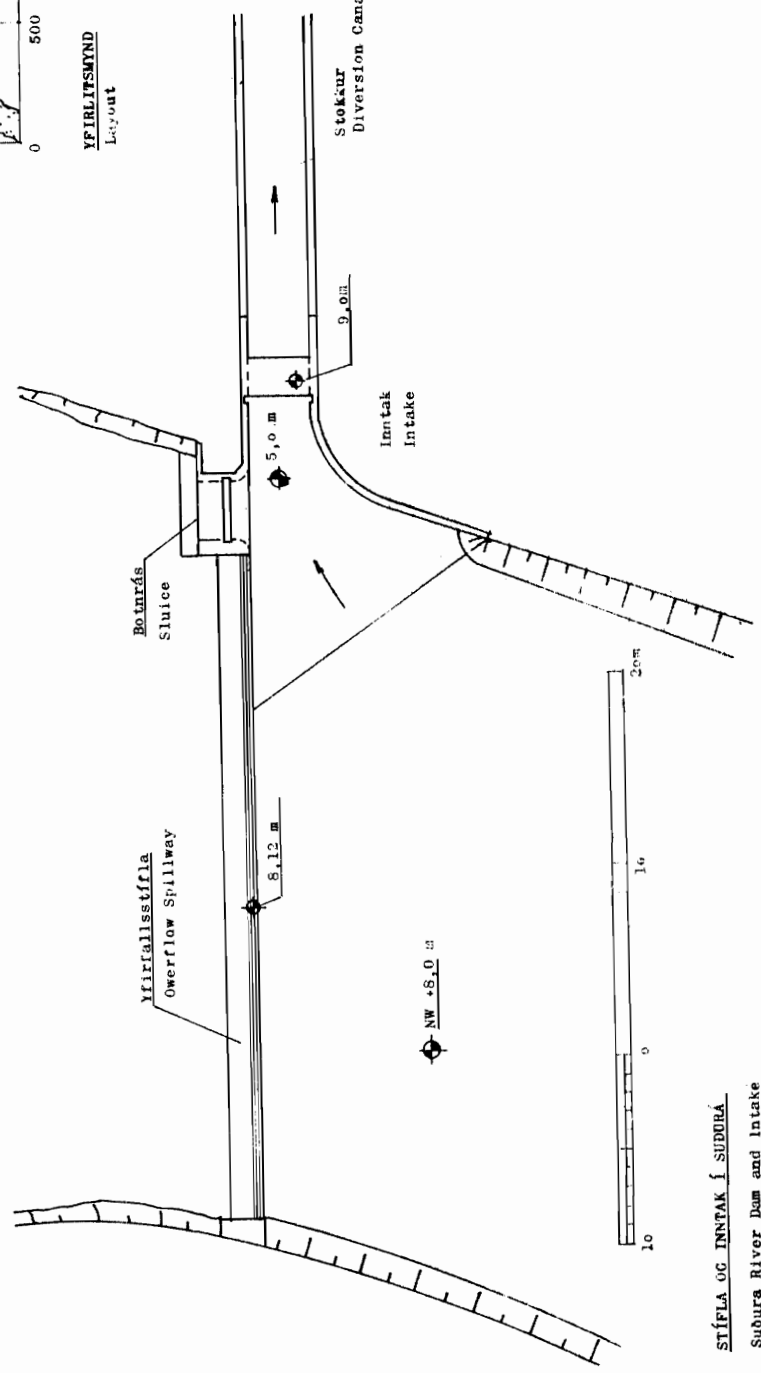 500
0
YFIRLITSMYND
Layout
Stokkur
Diversion Cana
9,0m
5,0 m
Inntak
Intake
Botnrás
Sluice
Yfirfallsstífla
Owerflow Spillway
8,12 m
NW +8,0 m
10
0
10
20m
STÍFLA OG INNTAK Í SUDURÁ
Suðura River Dam and Intake